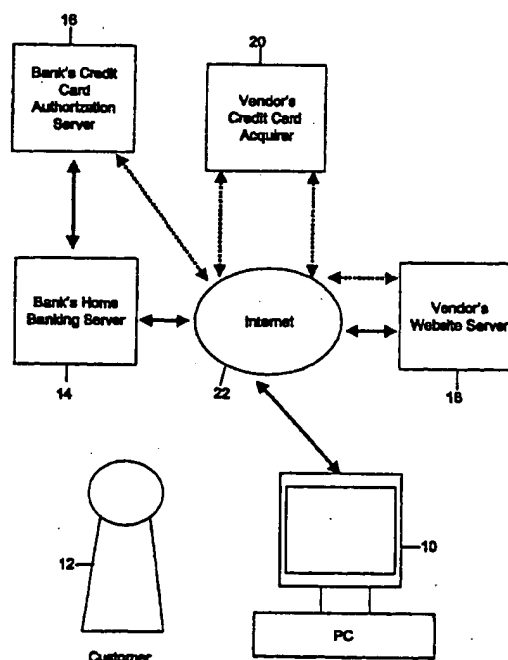 16
20
Bank's Credit
Card
Authorization
Server
Vendor's
Credit Card
Acquirer
Bank's Home
Banking Server
Internet
Vendor's
Website Server
14
22
18
12
10
PC
Customer